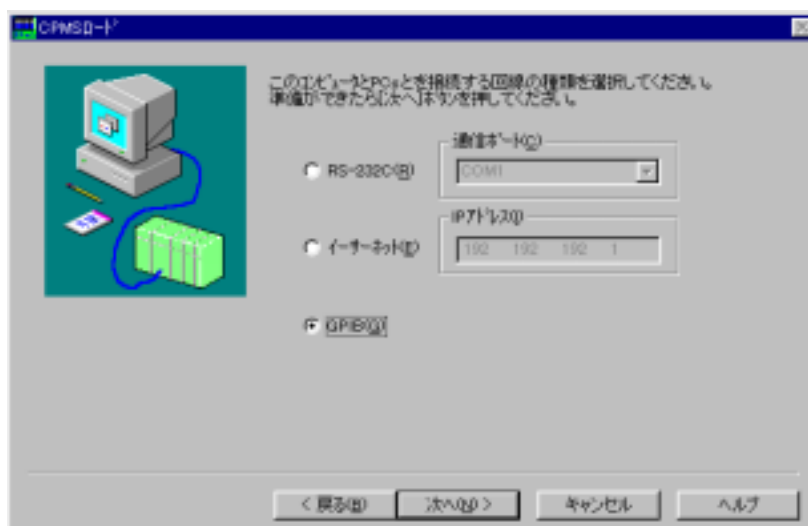 CPMSﾛｰﾄﾞ
このｺﾝﾋﾟｭｰﾀとPCsとを接続する回線の種類を選択してください。
準備ができたら[次へ]ボタンを押してください。
通信ﾎﾟｰﾄ(C)
RS-232C(R)
COM1
IPｱﾄﾞﾚｽ(I)
ｲｰｻｰﾈｯﾄ(E)
192 192 192 1
GPIB(G)
< 戻る(B)
次へ(N) >
キャンセル
ヘルプ